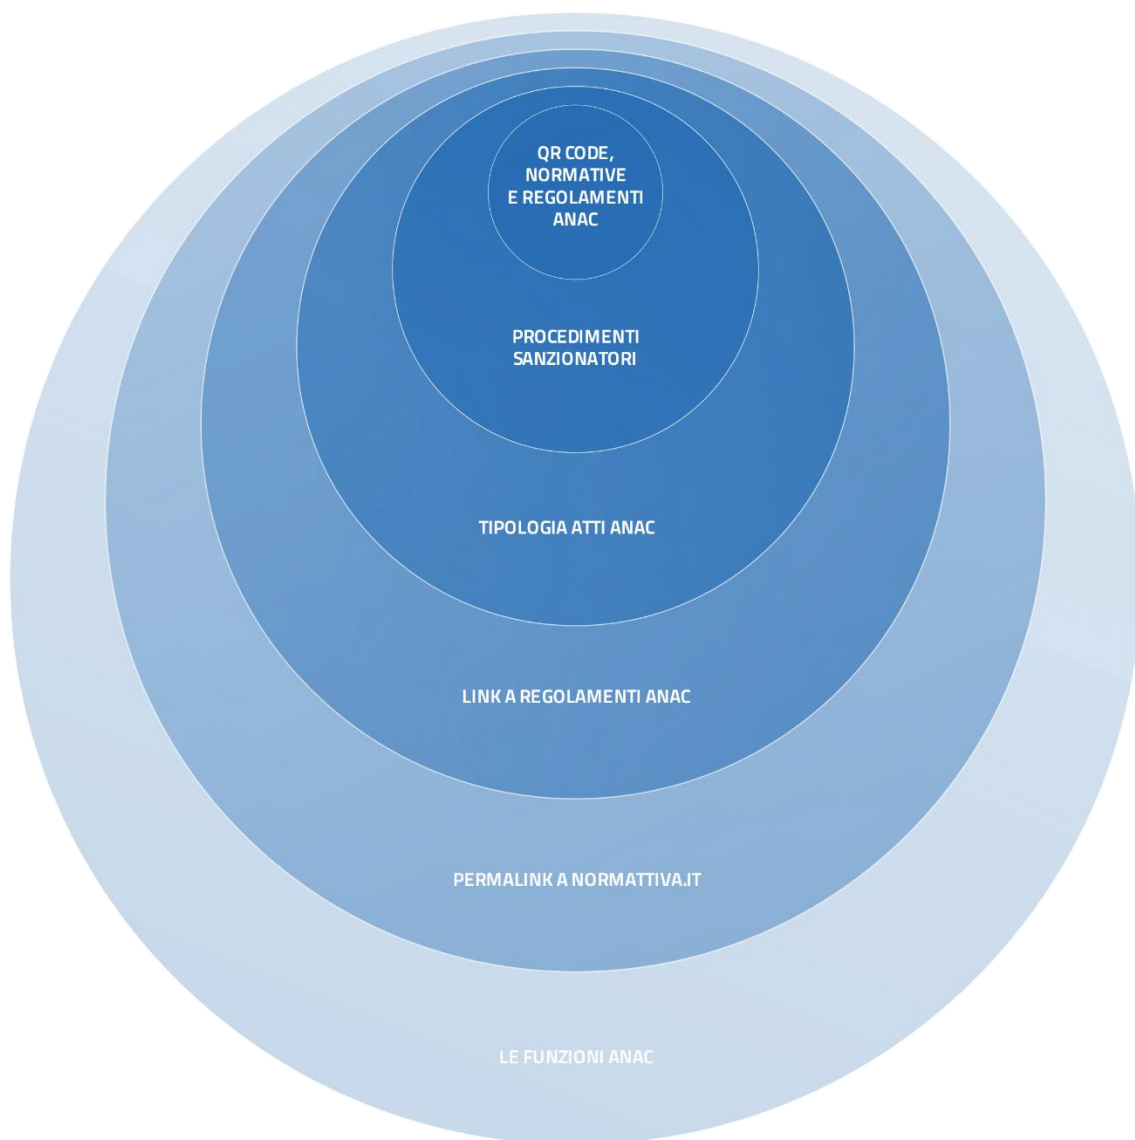 QR CODE,
NORMATIVE
E REGOLAMENTI
ANAC
PROCEDIMENTI
SANZIONATORI
TIPOLOGIA ATTI ANAC
LINK A REGOLAMENTI ANAC
PERMALINK A NORMATTIVA.IT
LE FUNZIONI ANAC